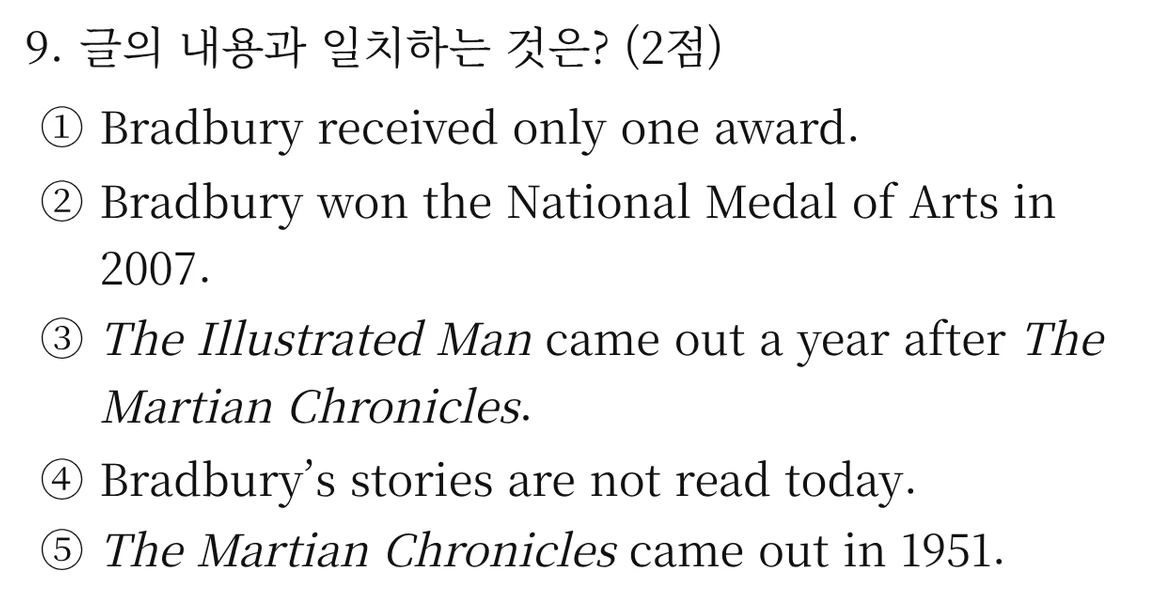 9. 글의 내용과 일치하는 것은? (2점)
① Bradbury received only one award.
② Bradbury won the National Medal of Arts in
2007.
③ The Illustrated Man came out a year after The
Martian Chronicles.
④ Bradbury’s stories are not read today.
⑤ The Martian Chronicles came out in 1951.